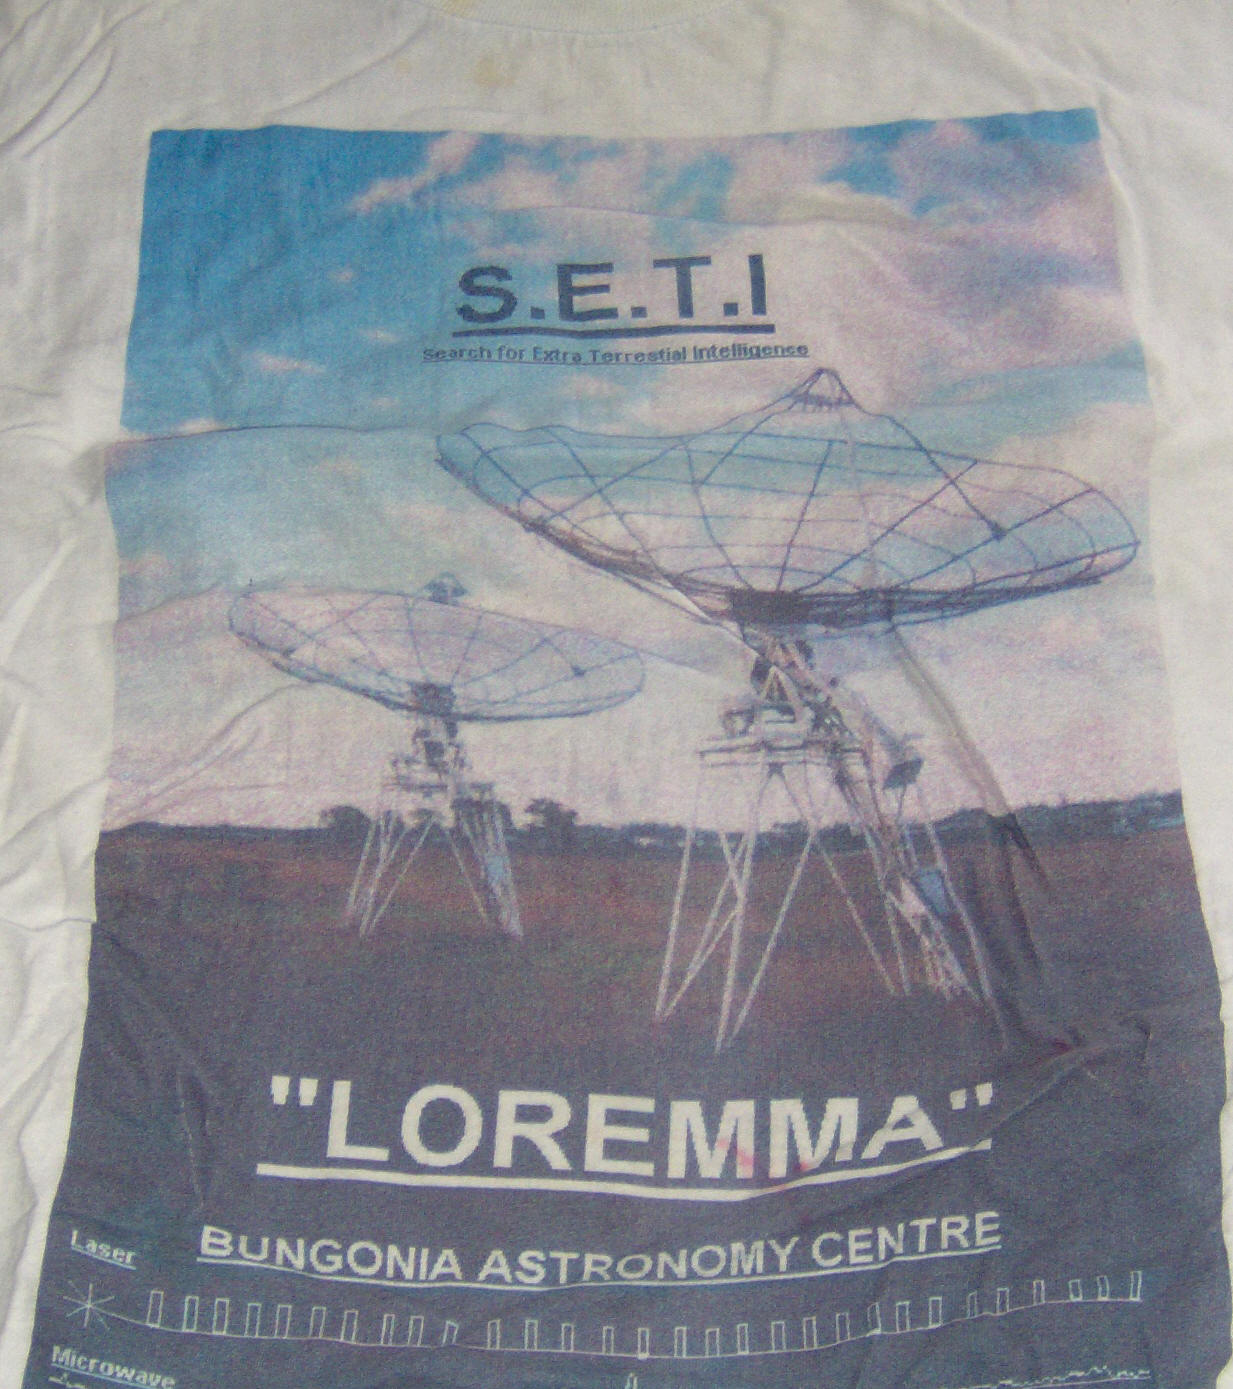 S.E.T.I
Search for Extra Terrestial Intelligence
"LOREMMA"
BUNGONIA ASTRONOMY CENTRE
Laser
Microwave